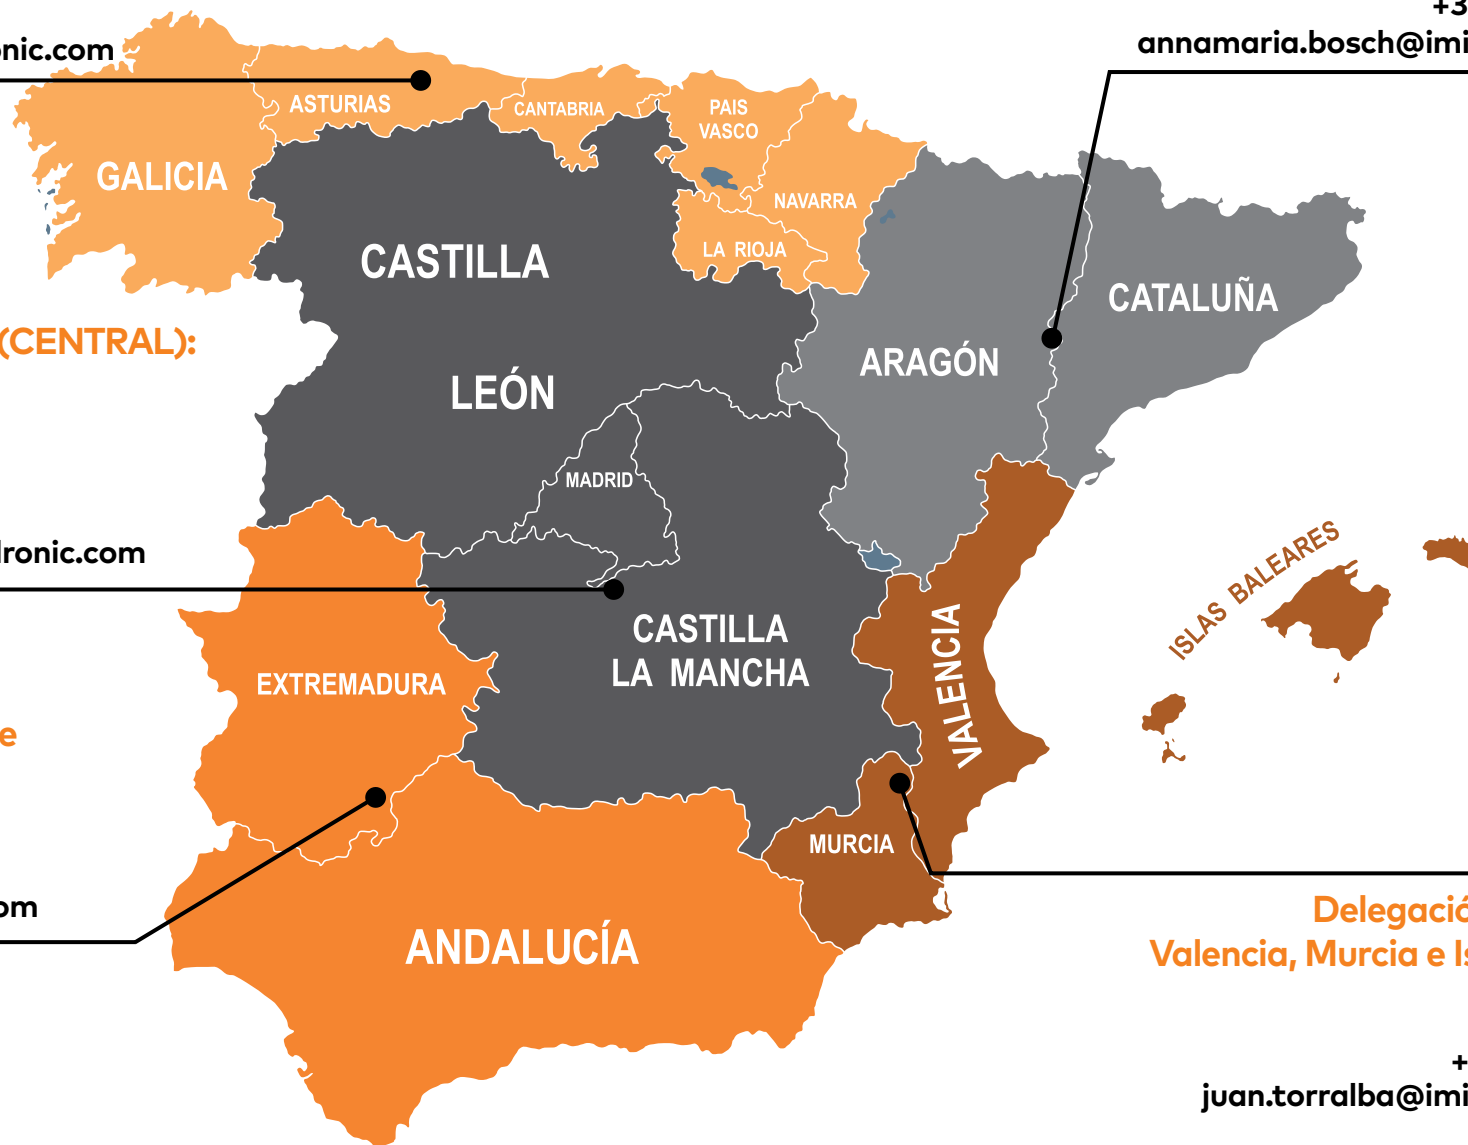 +3
nic.com
annamaria.bosch@imi
ASTURIAS
CANTABRIA
PAIS
VASCO
GALICIA
NAVARRA
LA RIOJA
CASTILLA
CATALUÑA
(CENTRAL):
ARAGÓN
LEÓN
MADRID
ISLAS BALEARES
ronic.com
CASTILLA
LA MANCHA
VALENCIA
EXTREMADURA
e
MURCIA
om
Delegació
Valencia, Murcia e Is
ANDALUCÍA
+
juan.torralba@imi